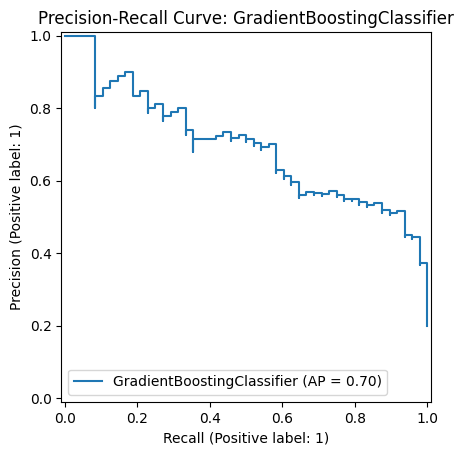 Precision-Recall Curve: GradientBoostingClassifier
1.0
0.8
0.6
0.4
0.2
0.0
Precision (Positive label: 1)
GradientBoostingClassifier (AP = 0.70)
0.0 0.2 0.4 0.6 0.8 1.0
Recall (Positive label: 1)